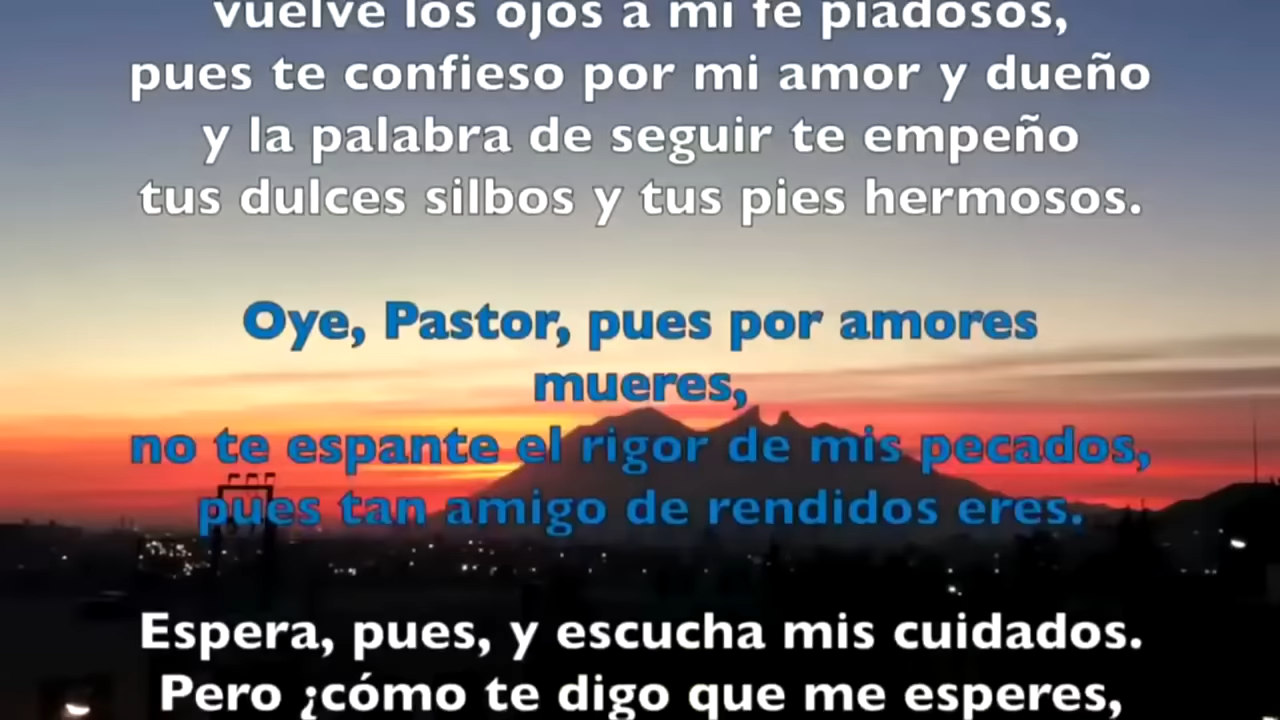 vuelve los ojos a mi fe piadosos,
pues te confieso por mi amor y dueño
y la palabra de seguir te empeño
tus dulces silbos y tus pies hermosos.
Oye, Pastor, pues por amores
mueres,
no te espante el rigor de mis pecados,
pues tan amigo de rendidos eres.
Espera, pues, y escucha mis cuidados.
Pero ¿cómo te digo que me esperes,